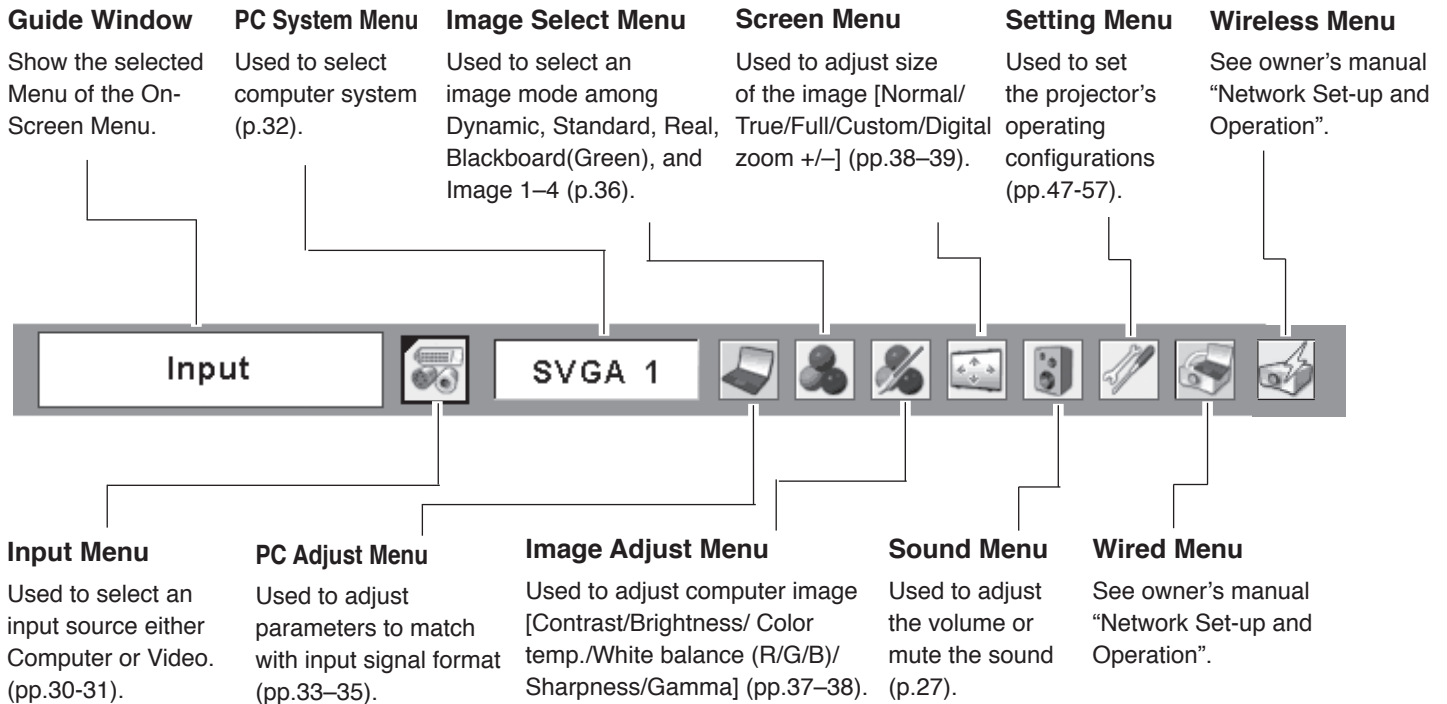 Guide Window
Show the selected
Menu of the On-
Screen Menu.
PC System Menu
Used to select
computer system
(p.32).
Image Select Menu
Used to select an
image mode among
Dynamic, Standard, Real,
Blackboard(Green), and
Image 1–4 (p.36).
Screen Menu
Used to adjust size
of the image [Normal/
True/Full/Custom/Digital
zoom +/–] (pp.38–39).
Setting Menu
Used to set
the projector's
operating
configurations
(pp.47-57).
Wireless Menu
See owner's manual
“Network Set-up and
Operation”.
Input
SVGA 1
Input Menu
Used to select an
input source either
Computer or Video.
(pp.30-31).
PC Adjust Menu
Used to adjust
parameters to match
with input signal format
(pp.33–35).
Image Adjust Menu
Used to adjust computer image
[Contrast/Brightness/ Color
temp./White balance (R/G/B)/
Sharpness/Gamma] (pp.37–38).
Sound Menu
Used to adjust
the volume or
mute the sound
(p.27).
Wired Menu
See owner's manual
“Network Set-up and
Operation”.